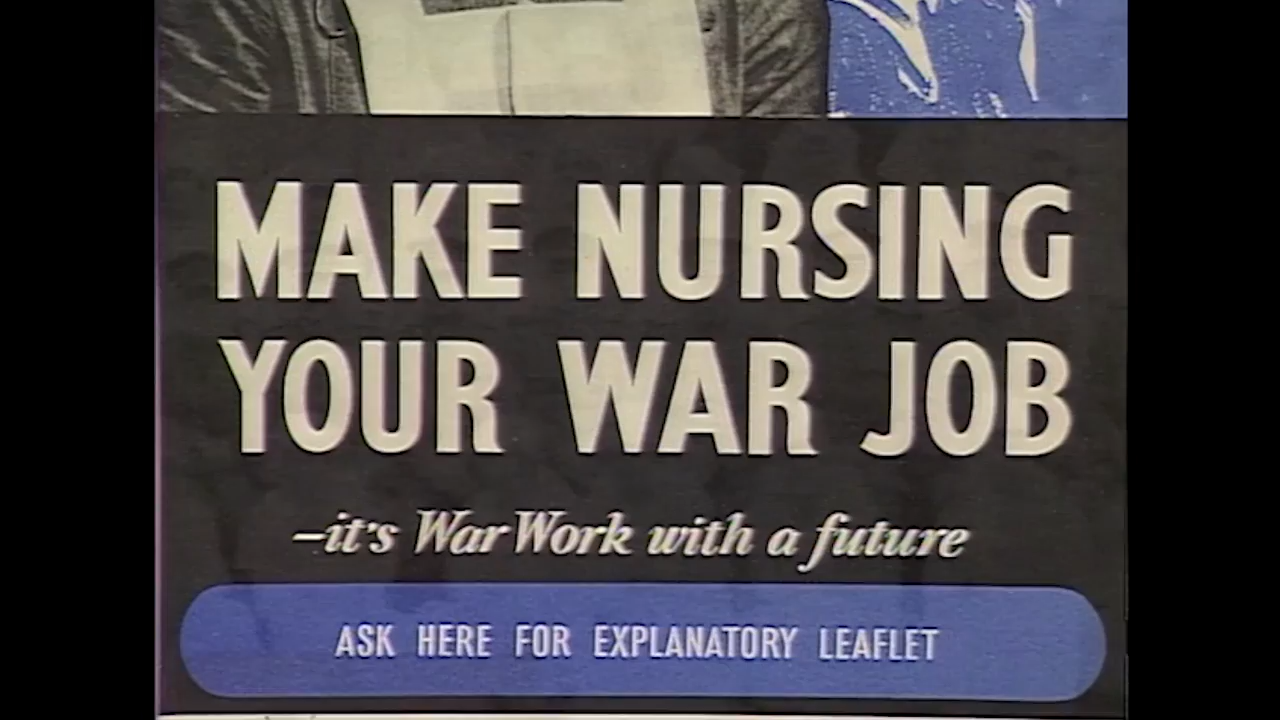 MAKE NURSING
YOUR WAR JOB
–it's War Work with a future
ASK HERE FOR EXPLANATORY LEAFLET